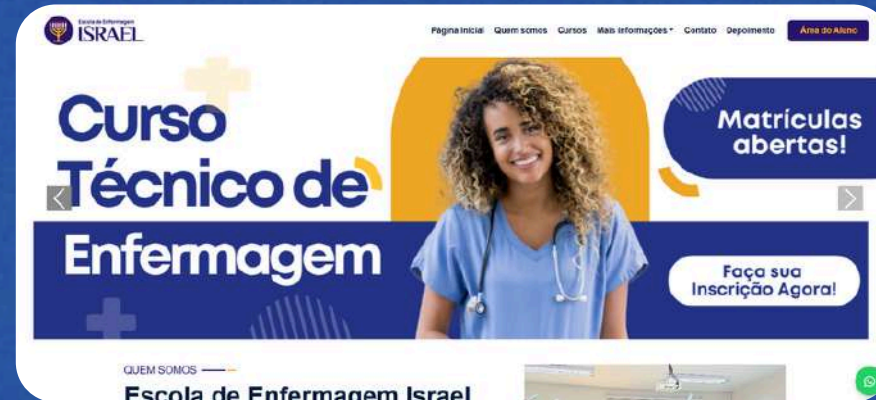 Escola de Enfermagem
ISRAEL
Página Inicial Quem somos Cursos Mais Informações Contato Depoimento Área do Aluno
Curso
Técnico de
Enfermagem
Matrículas
abertas!
Faça sua
Inscrição Agora!
QUEM SOMOS
Escola de Enfermagem Israel